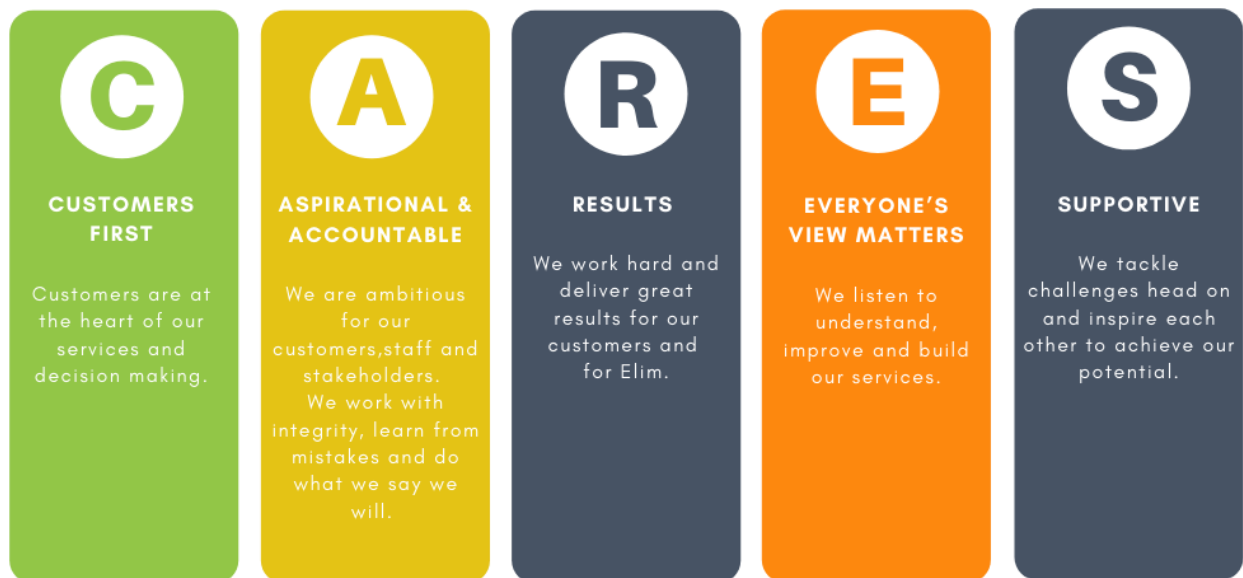 C
CUSTOMERS
FIRST
Customers are at
the heart of our
services and
decision making.
A
ASPIRATIONAL &
ACCOUNTABLE
We are ambitious
for our
customers,staff and
stakeholders.
We work with
integrity, learn from
mistakes and do
what we say we
will.
R
RESULTS
We work hard and
deliver great
results for our
customers and
for Elim.
E
EVERYONE’S
VIEW MATTERS
We listen to
understand,
improve and build
our services.
S
SUPPORTIVE
We tackle
challenges head on
and inspire each
other to achieve our
potential.